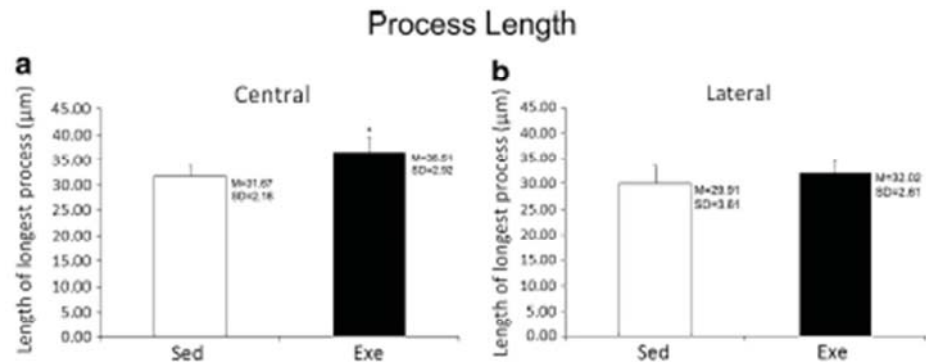 Process Length
a
Central
Length of longest process (µm)
45.00
40.00
35.00
30.00
25.00
20.00
15.00
10.00
5.00
0.00
*
M=31.67
SD=2.18
M=36.51
SD=2.92
Sed
Exe
b
Lateral
Length of longest process (µm)
45.00
40.00
35.00
30.00
25.00
20.00
15.00
10.00
5.00
0.00
M=29.91
SD=3.61
M=32.02
SD=2.61
Sed
Exe